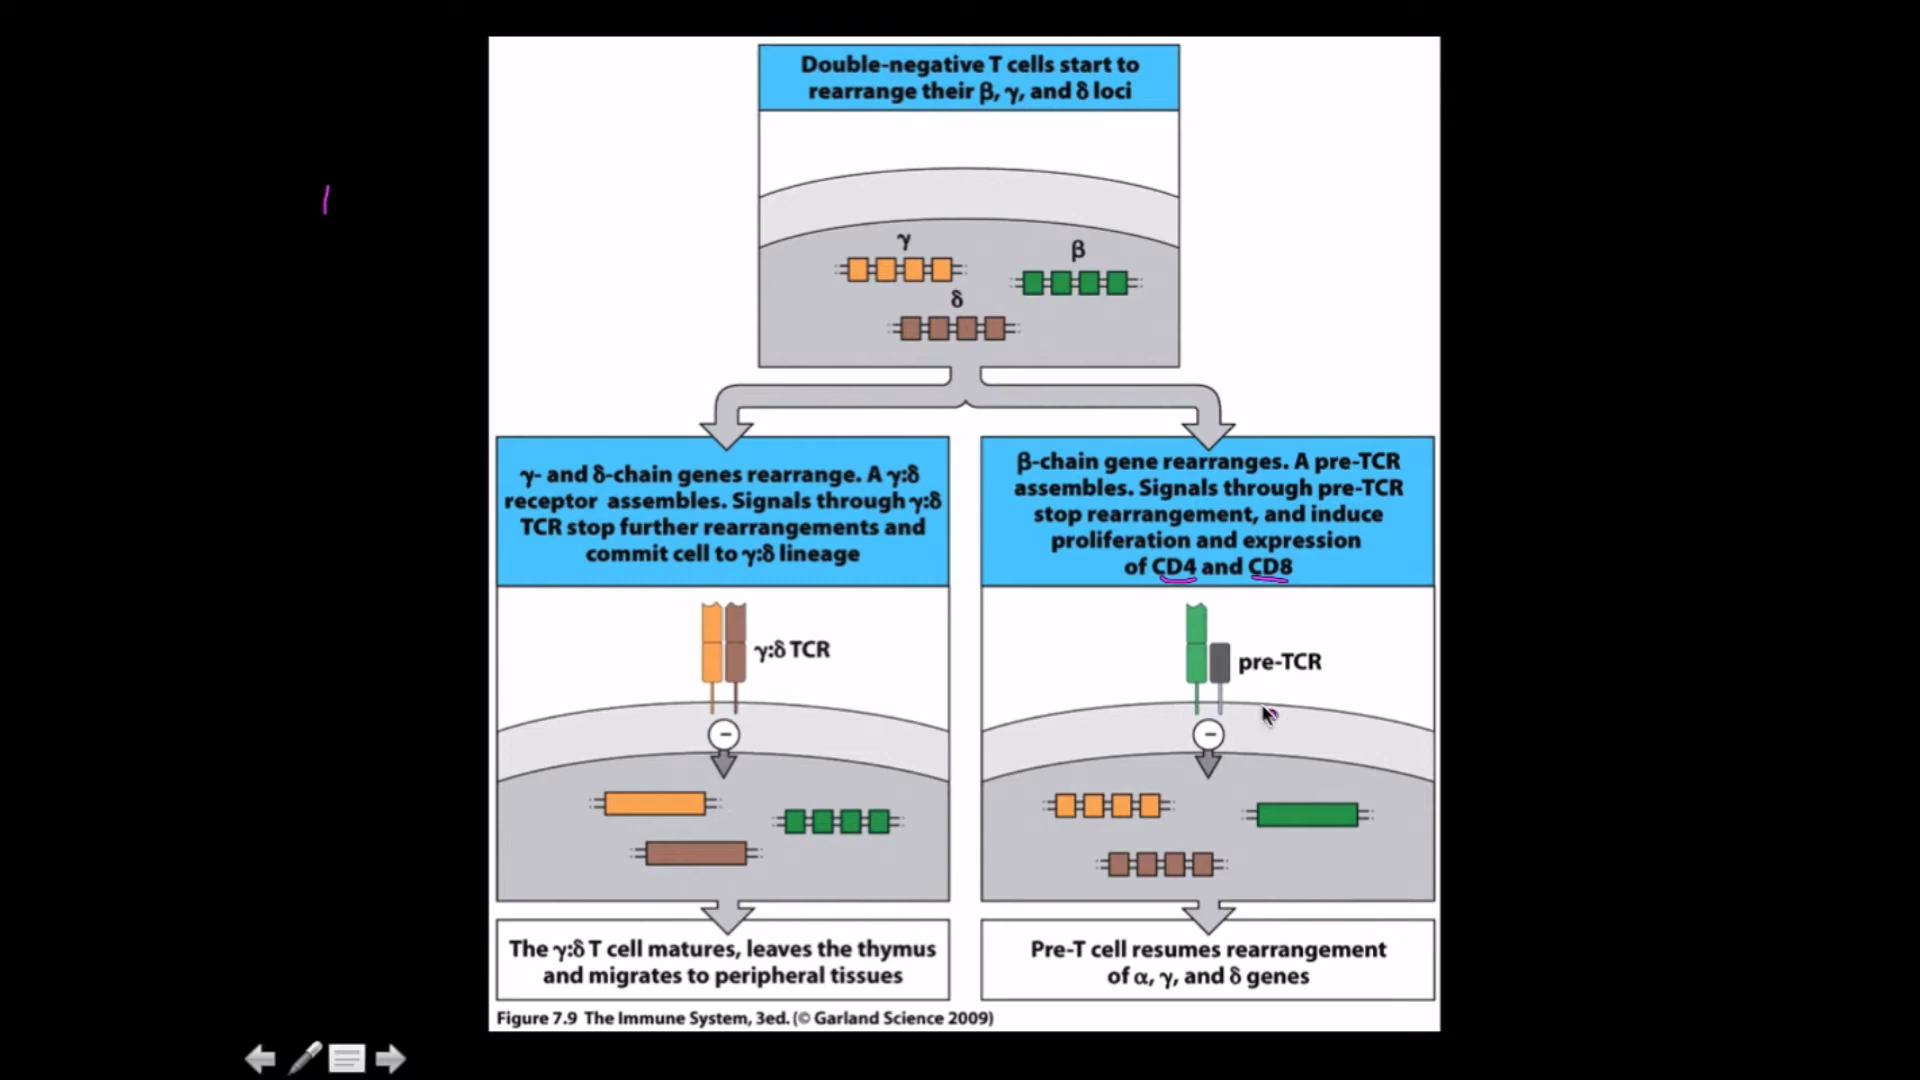 Double-negative T cells start to
rearrange their β, γ, and δ loci
γ
β
δ
γ- and δ-chain genes rearrange. A γ:δ
receptor assembles. Signals through γ:δ
TCR stop further rearrangements and
commit cell to γ:δ lineage
β-chain gene rearranges. A pre-TCR
assembles. Signals through pre-TCR
stop rearrangement, and induce
proliferation and expression
of CD4 and CD8
γ:δ TCR
pre-TCR
−
−
The γ:δ T cell matures, leaves the thymus
and migrates to peripheral tissues
Pre-T cell resumes rearrangement
of α, γ, and δ genes
Figure 7.9 The Immune System, 3ed. (© Garland Science 2009)